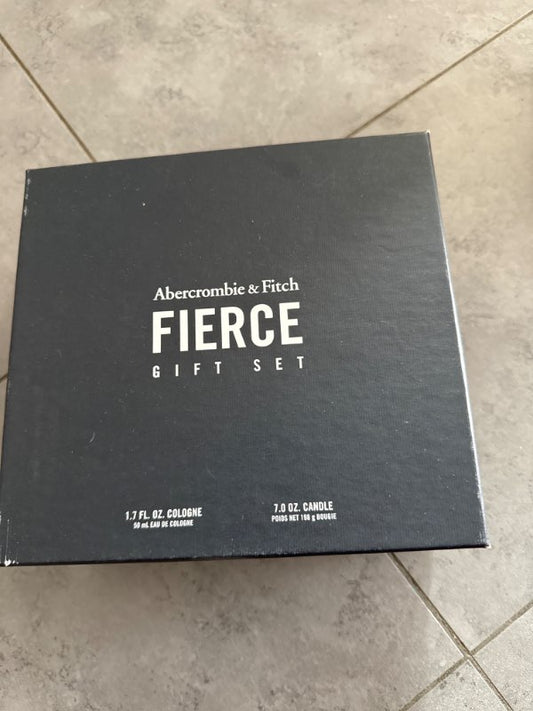 Abercrombie & Fitch
FIERCE
GIFT SET
1.7 FL. OZ. COLOGNE
50 mL EAU DE COLOGNE
7.0 OZ. CANDLE
POIDS NET 198 g BOUGIE